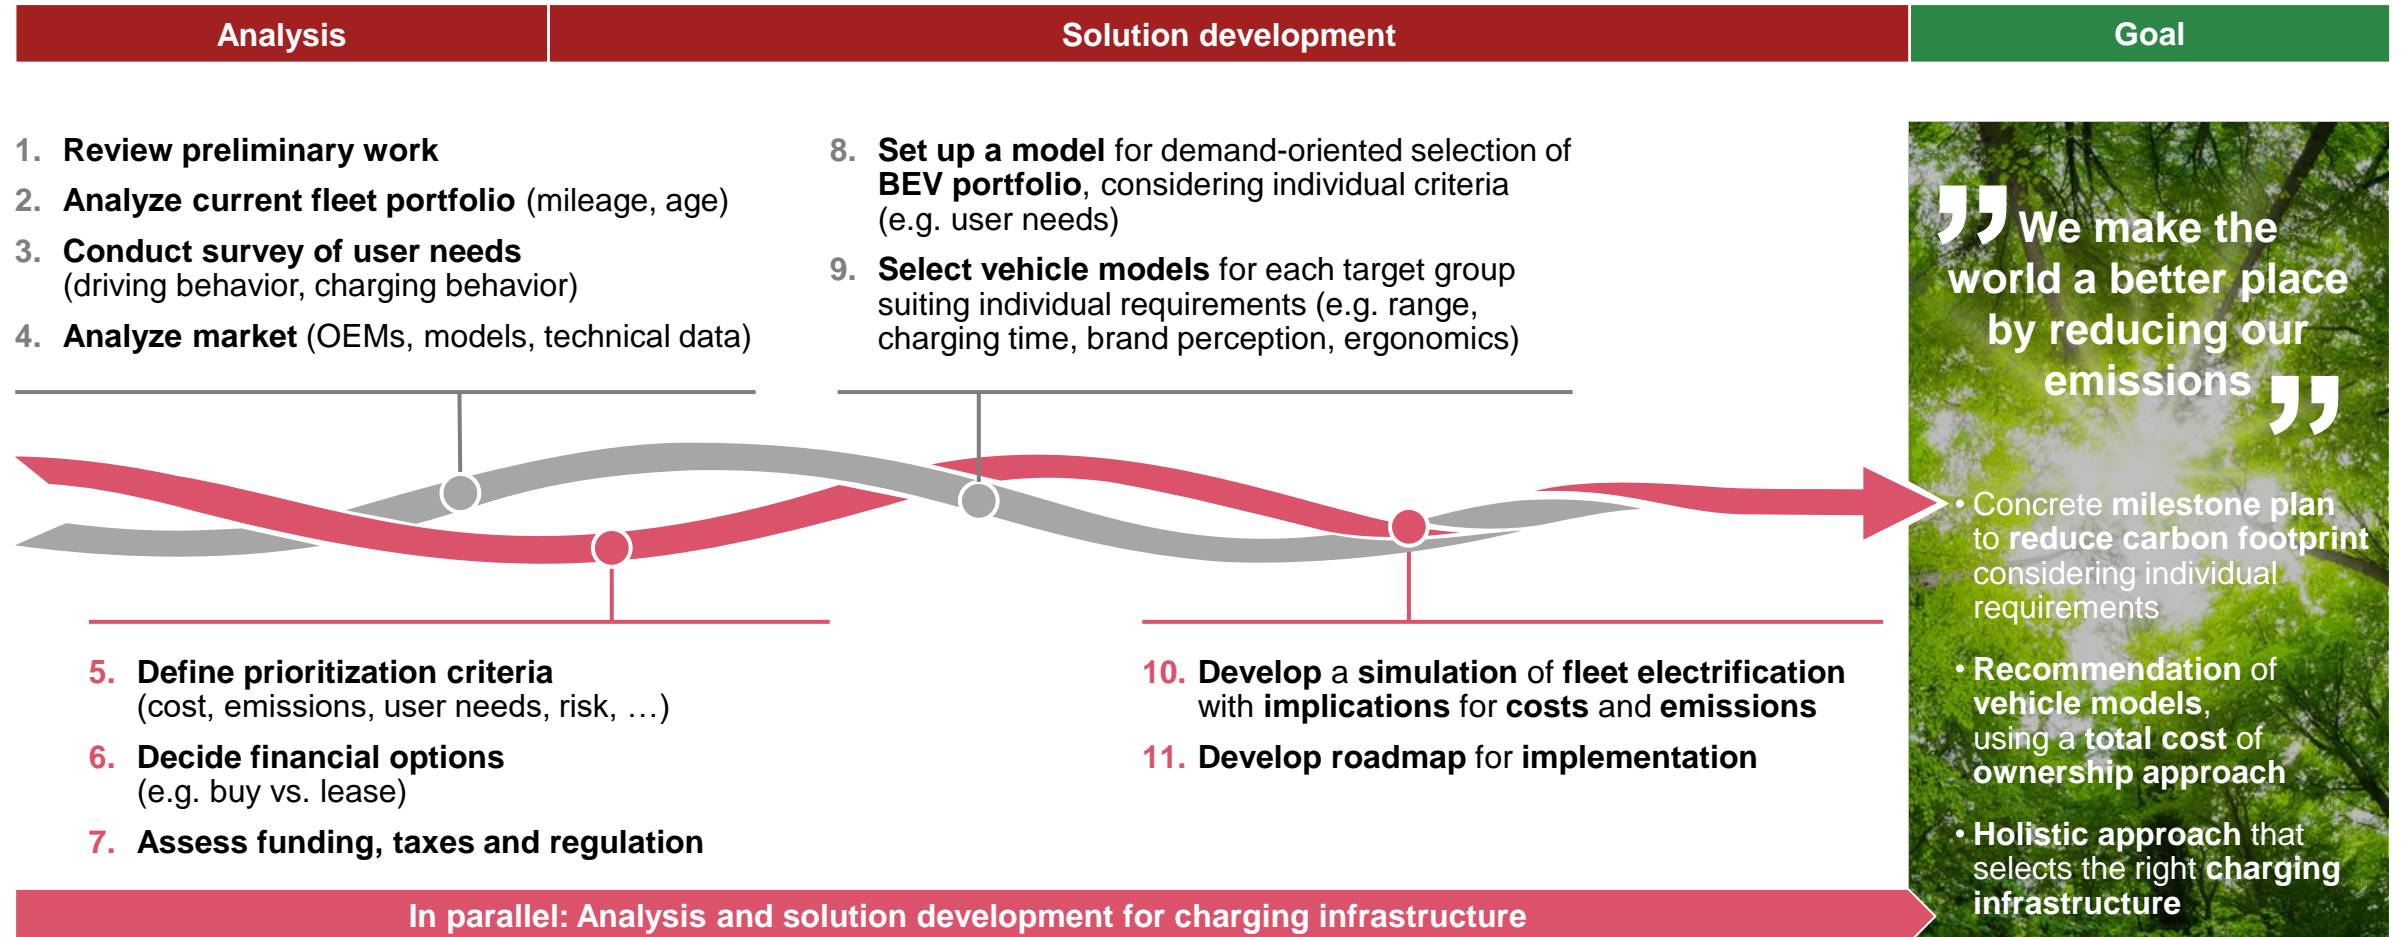 Analysis
Solution development
Goal
1. Review preliminary work
2. Analyze current fleet portfolio (mileage, age)
3. Conduct survey of user needs
(driving behavior, charging behavior)
4. Analyze market (OEMs, models, technical data)
8. Set up a model for demand-oriented selection of
BEV portfolio, considering individual criteria
(e.g. user needs)
9. Select vehicle models for each target group
suiting individual requirements (e.g. range,
charging time, brand perception, ergonomics)
5. Define prioritization criteria
(cost, emissions, user needs, risk, …)
6. Decide financial options
(e.g. buy vs. lease)
7. Assess funding, taxes and regulation
10. Develop a simulation of fleet electrification
with implications for costs and emissions
11. Develop roadmap for implementation
” We make the
world a better place
by reducing our
emissions ”
• Concrete milestone plan
to reduce carbon footprint
considering individual
requirements
• Recommendation of
vehicle models,
using a total cost of
ownership approach
• Holistic approach that
selects the right charging
infrastructure
In parallel: Analysis and solution development for charging infrastructure